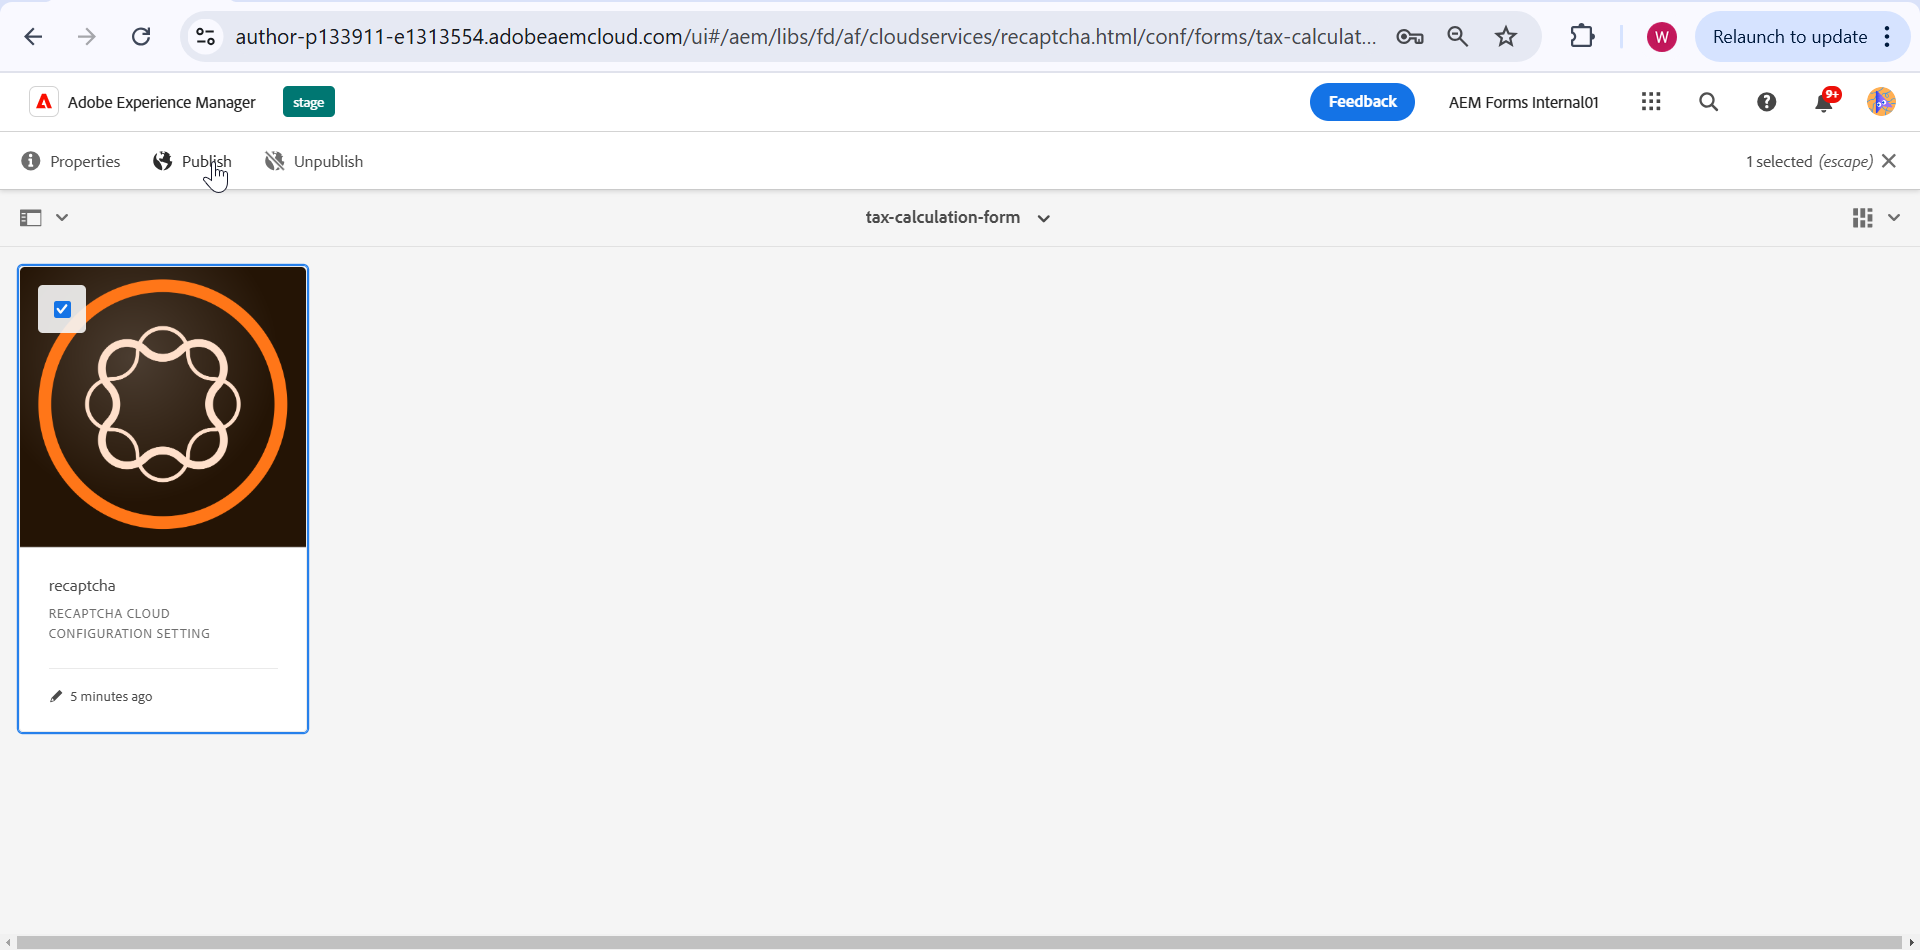 author-p133911-e1313554.adobeaemcloud.com/ui#/aem/libs/fd/af/cloudservices/recaptcha.html/conf/forms/tax-calculat...
W
Relaunch to update
Adobe Experience Manager
stage
Feedback
AEM Forms Internal01
9+
Properties
Publish
Unpublish
1 selected (escape)
tax-calculation-form
recaptcha
RECAPTCHA CLOUD
CONFIGURATION SETTING
5 minutes ago